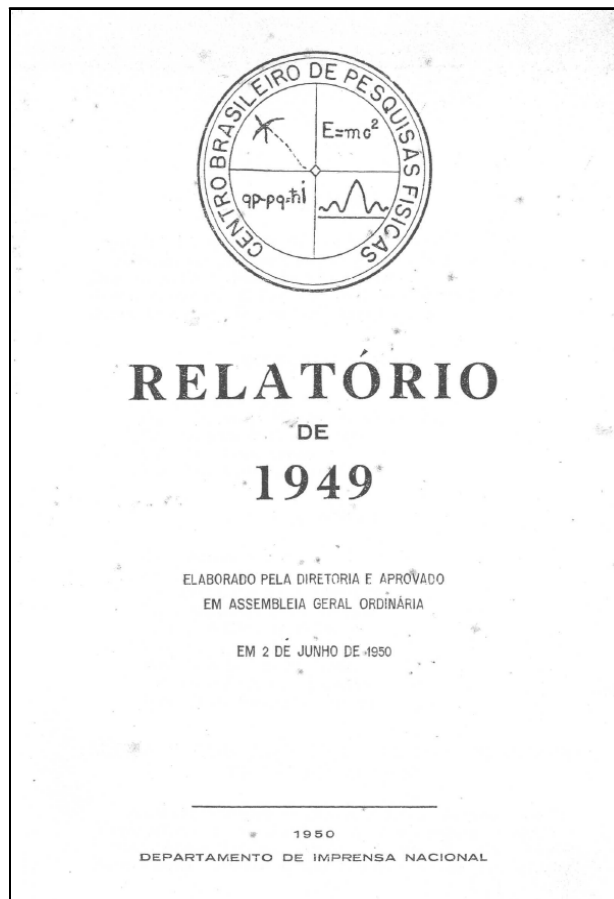 CENTRO BRASILEIRO DE PESQUISAS FÍSICAS
E=mc²
qp-pq=ħi
RELATÓRIO
DE
1949
ELABORADO PELA DIRETORIA E APROVADO
EM ASSEMBLEIA GERAL ORDINÁRIA
EM 2 DE JUNHO DE 1950
1950
DEPARTAMENTO DE IMPRENSA NACIONAL